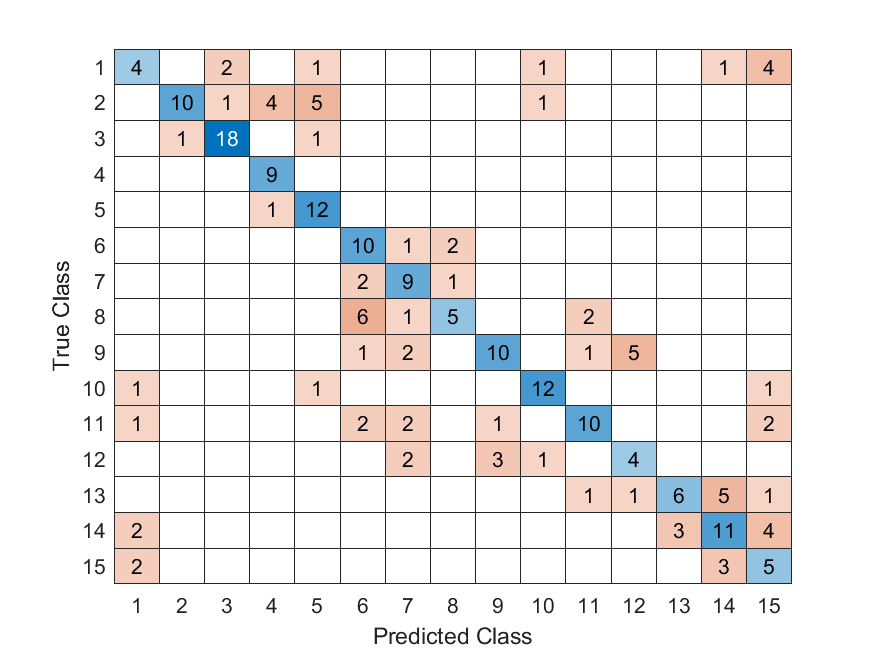 1 4 2 1 1 1 4
2 10 1 4 5 1
3 1 18 1
4 9
5 1 12
6 10 1 2
7 2 9 1
8 6 1 5 2
9 1 2 10 1 5
10 1 1 12 1
11 1 2 2 1 10 2
12 2 3 1 4
13 1 1 6 5 1
14 2 3 11 4
15 2 3 5
True Class
1 2 3 4 5 6 7 8 9 10 11 12 13 14 15
Predicted Class